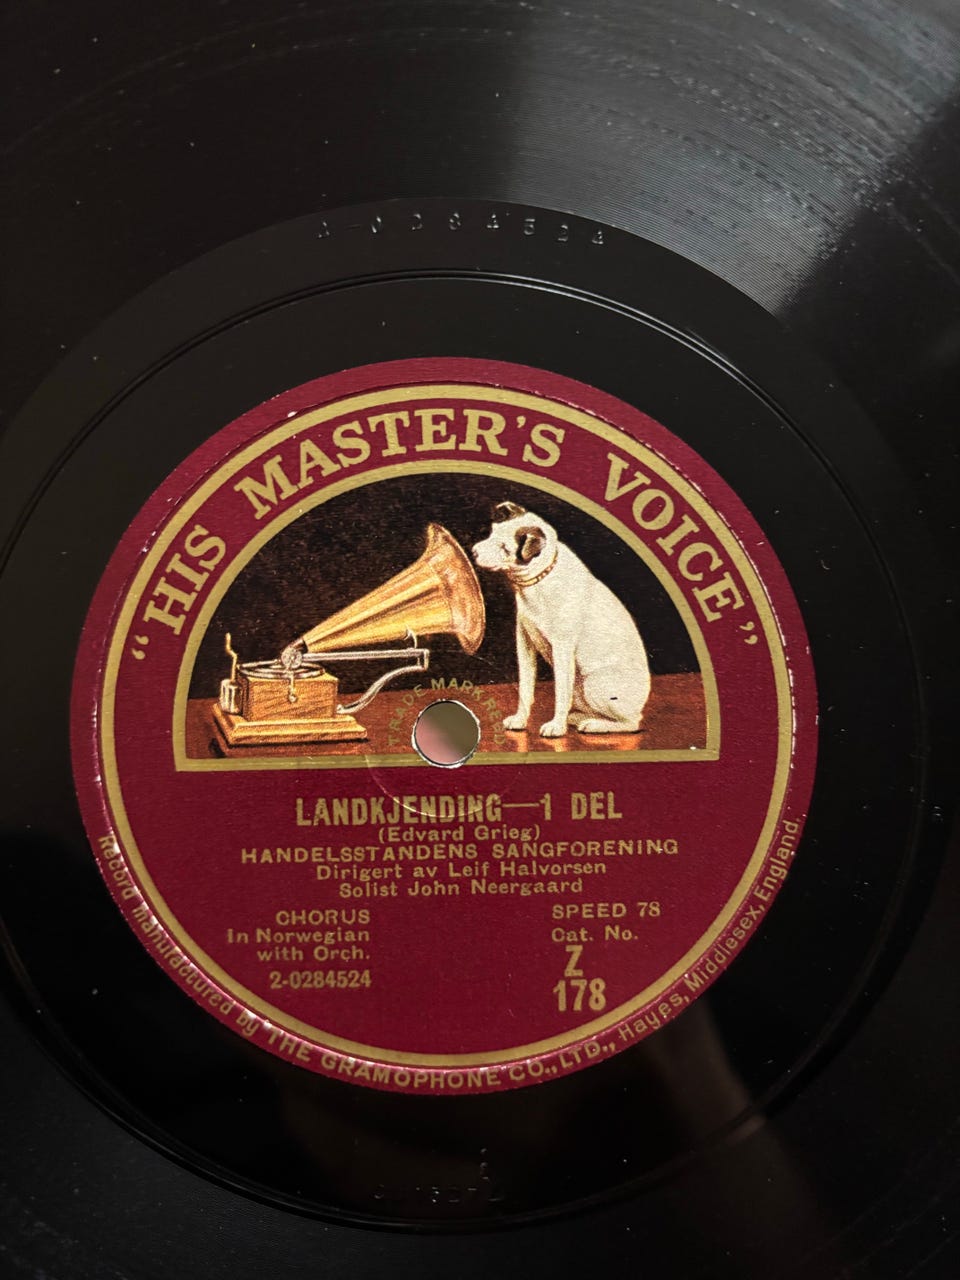 A-0284524
"HIS MASTER'S VOICE"
TRADE MARK REGD
LANDKJENDING—1 DEL
(Edvard Grieg)
HANDELSSTANDENS SANGFORENING
Dirigert av Leif Halvorsen
Solist John Neergaard
CHORUS
In Norwegian
with Orch.
2-0284524
SPEED 78
Cat. No.
Z
178
Record manufactured by THE GRAMOPHONE CO., LTD., Hayes, Middlesex, England.